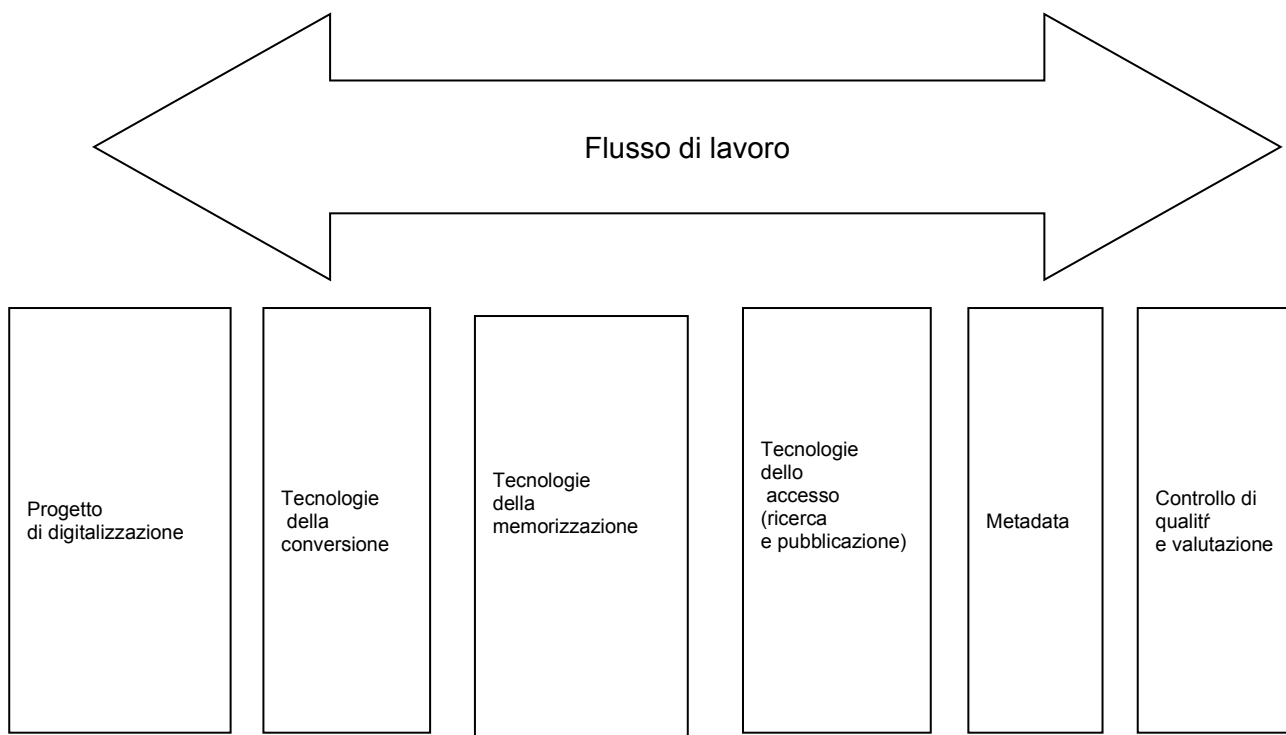 Flusso di lavoro
Progetto
di digitalizzazione
Tecnologie
della
conversione
Tecnologie
della
memorizzazione
Tecnologie
dello
accesso
(ricerca
e pubblicazione)
Metadata
Controllo di
qualitŕ
e valutazione